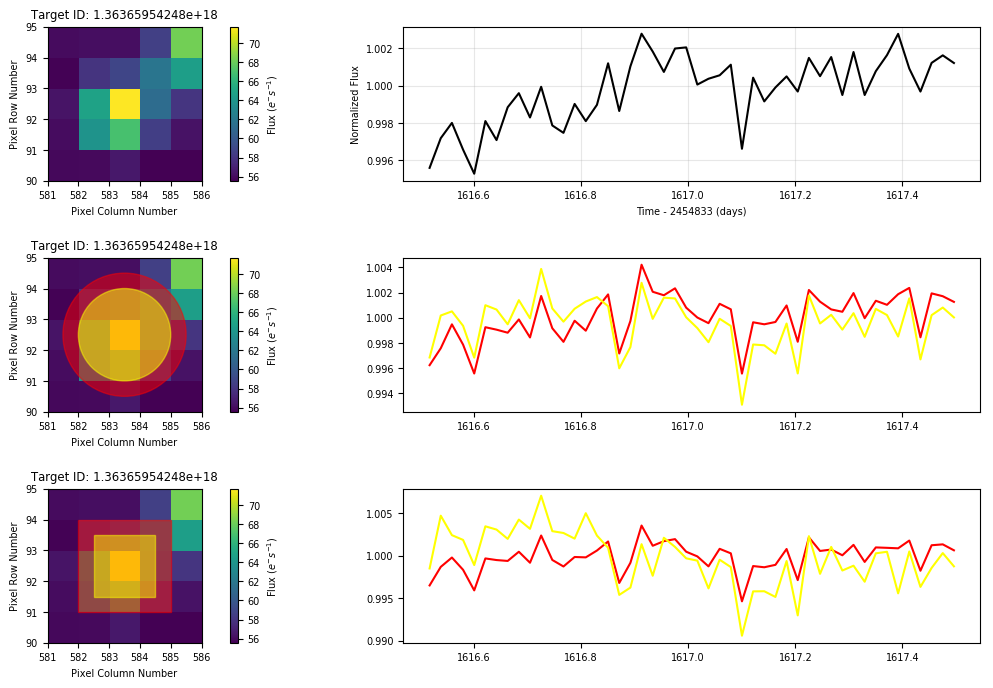 Target ID: 1.36365954248e+18
95
94
93
92
91
90
Pixel Row Number
581 582 583 584 585 586
Pixel Column Number
70
68
66
64
62
60
58
56
Flux (e⁻s⁻¹)
1.002
1.000
0.998
0.996
Normalized Flux
1616.6 1616.8 1617.0 1617.2 1617.4
Time - 2454833 (days)
Target ID: 1.36365954248e+18
95
94
93
92
91
90
Pixel Row Number
581 582 583 584 585 586
Pixel Column Number
70
68
66
64
62
60
58
56
Flux (e⁻s⁻¹)
1.004
1.002
1.000
0.998
0.996
0.994
1616.6 1616.8 1617.0 1617.2 1617.4
Target ID: 1.36365954248e+18
95
94
93
92
91
90
Pixel Row Number
581 582 583 584 585 586
Pixel Column Number
70
68
66
64
62
60
58
56
Flux (e⁻s⁻¹)
1.005
1.000
0.995
0.990
1616.6 1616.8 1617.0 1617.2 1617.4